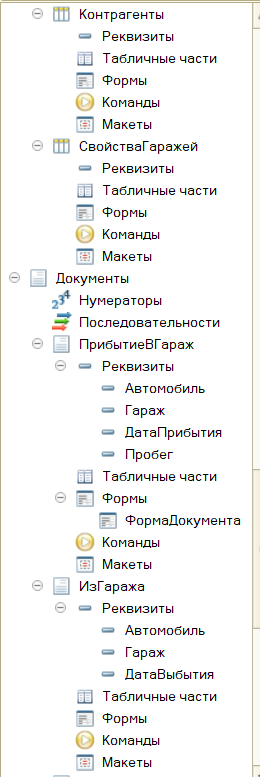 Контрагенты
Реквизиты
Табличные части
Формы
Команды
Макеты
СвойстваГаражей
Реквизиты
Табличные части
Формы
Команды
Макеты
Документы
Нумераторы
Последовательности
ПрибытиеВГараж
Реквизиты
Автомобиль
Гараж
ДатаПрибытия
Пробег
Табличные части
Формы
ФормаДокумента
Команды
Макеты
ИзГаража
Реквизиты
Автомобиль
Гараж
ДатаВыбытия
Табличные части
Формы
Команды
Макеты